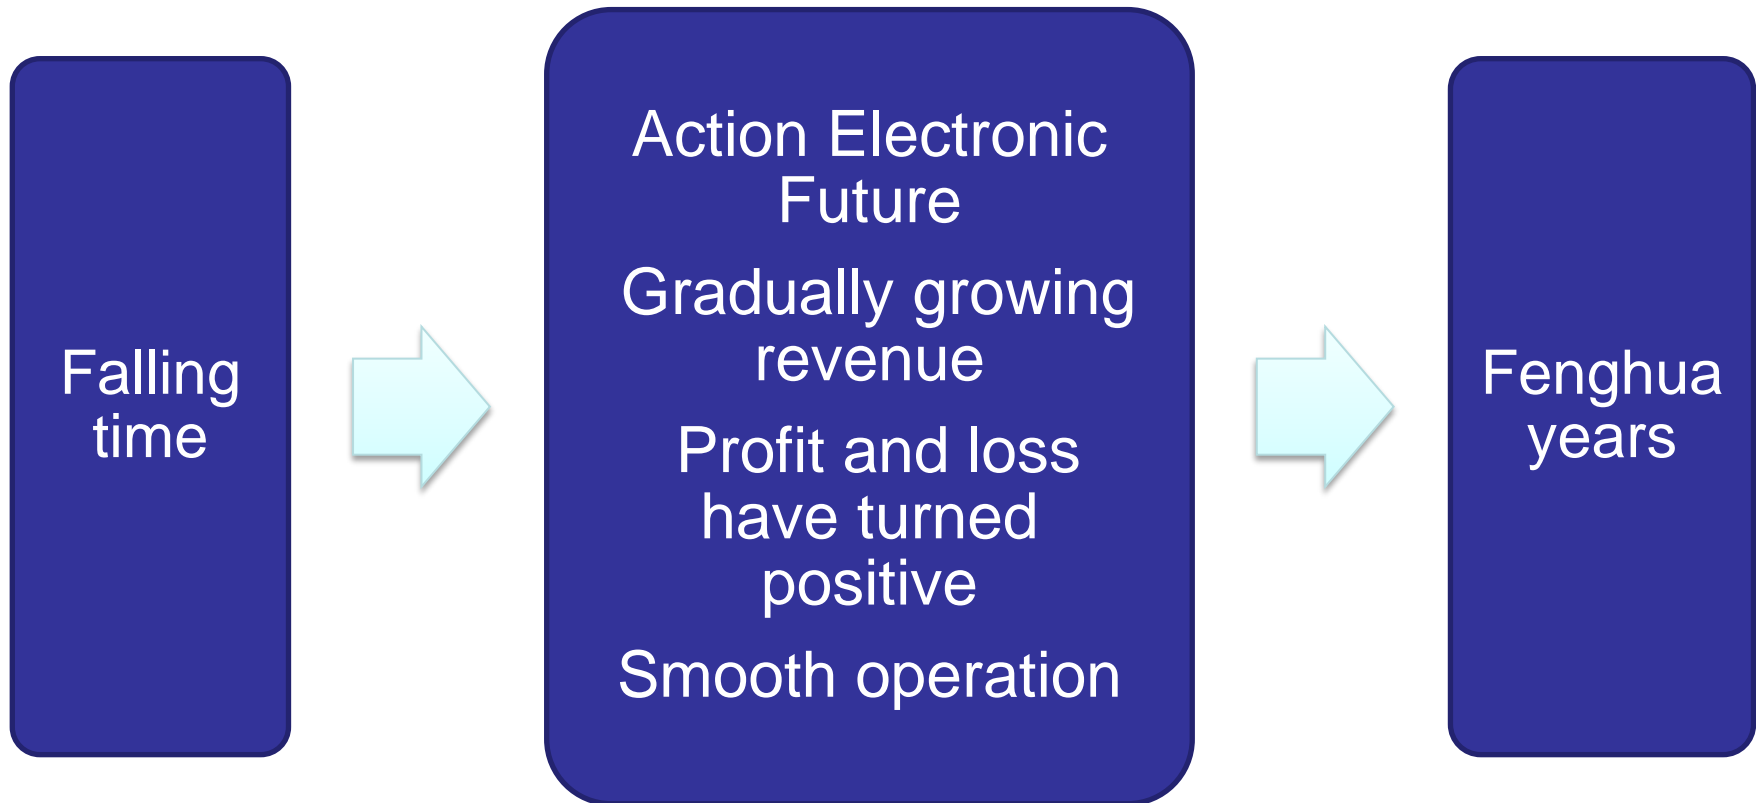 Falling
time
Action Electronic
Future
Gradually growing
revenue
Profit and loss
have turned
positive
Smooth operation
Fenghua
years